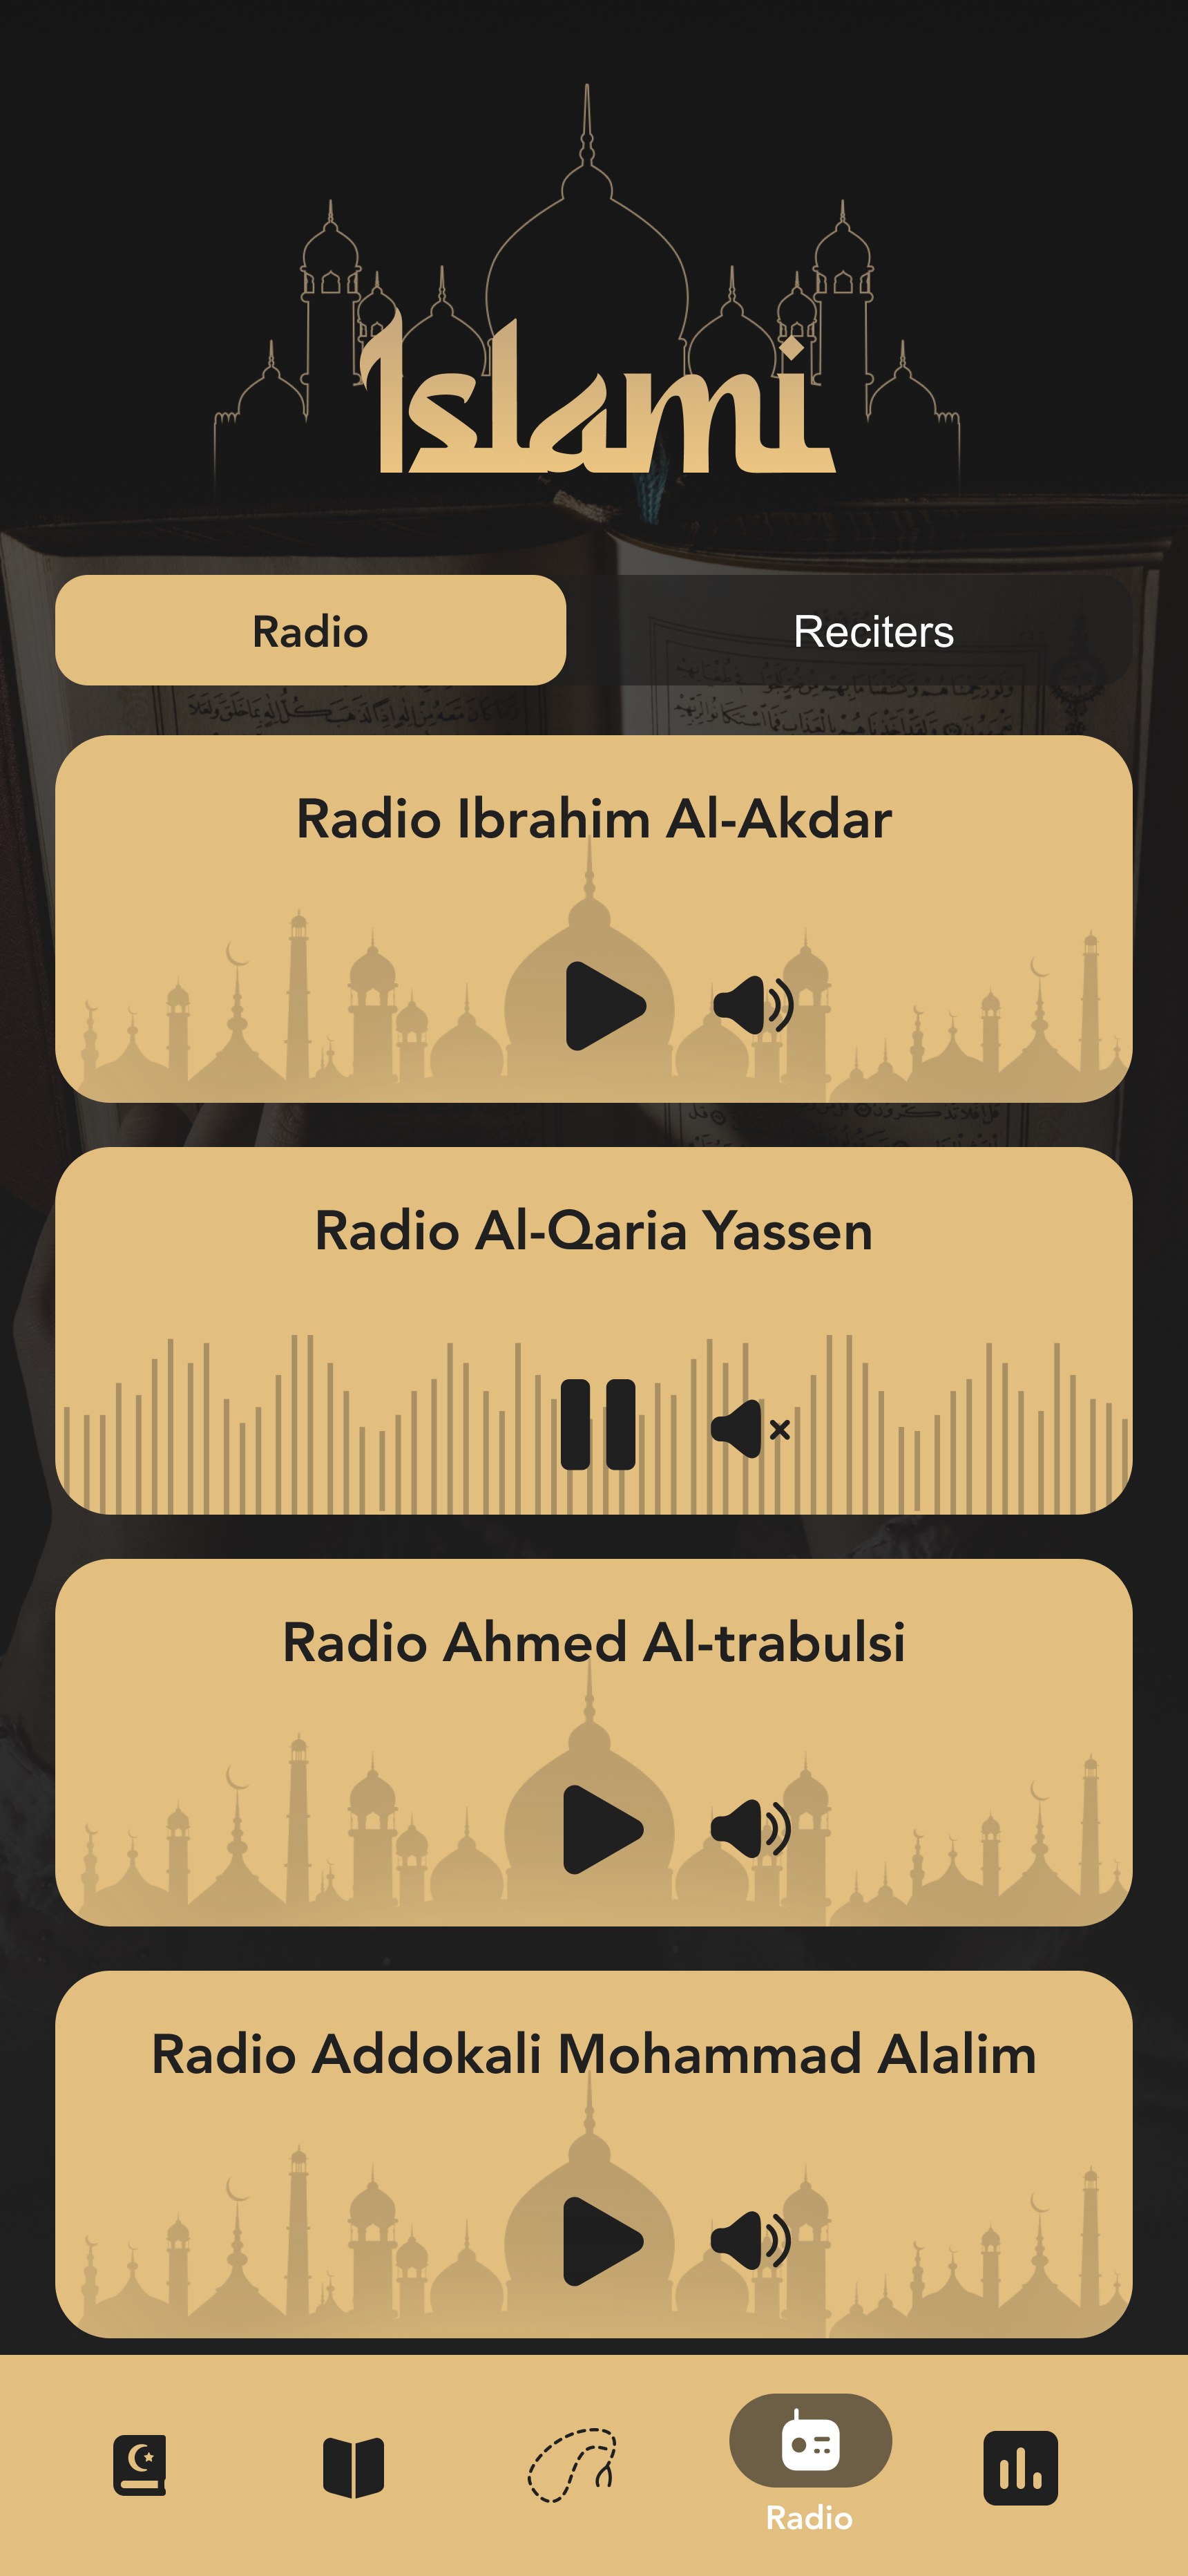 Islami
Radio
Reciters
Radio Ibrahim Al-Akdar
Radio Al-Qaria Yassen
Radio Ahmed Al-trabulsi
Radio Addokali Mohammad Alalim
Radio